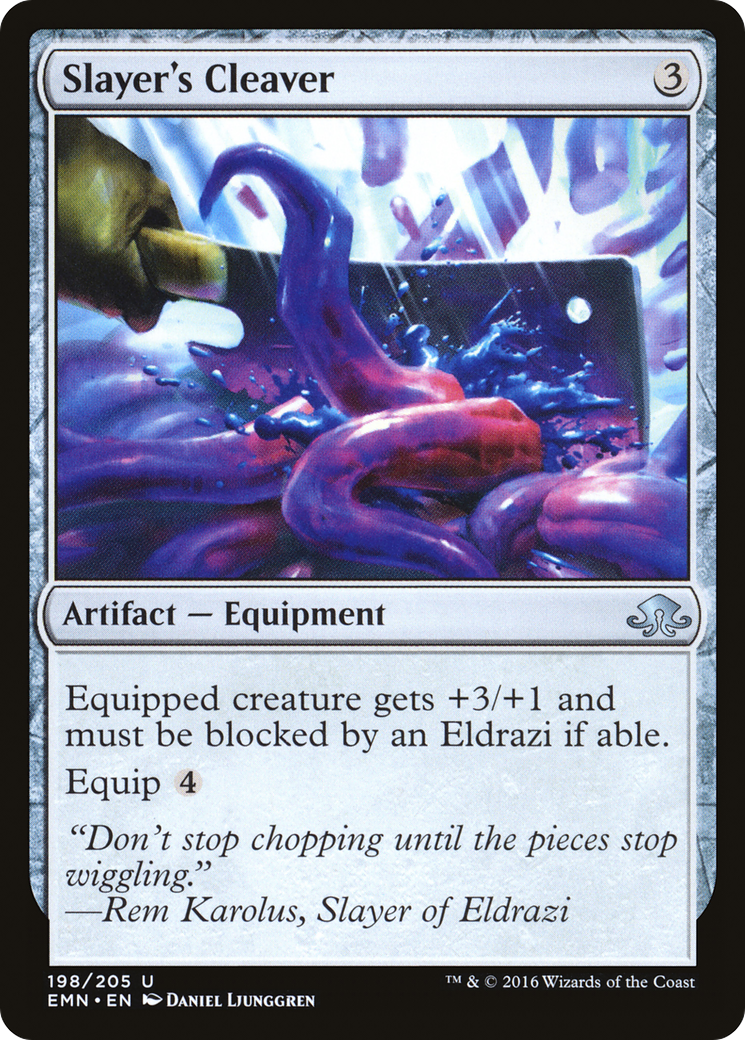 Slayer's Cleaver 3
Artifact — Equipment
Equipped creature gets +3/+1 and
must be blocked by an Eldrazi if able.
Equip 4
“Don’t stop chopping until the pieces stop
wiggling.”
—Rem Karolus, Slayer of Eldrazi
198/205 U
™ & © 2016 Wizards of the Coast
EMN • EN Daniel Ljunggren